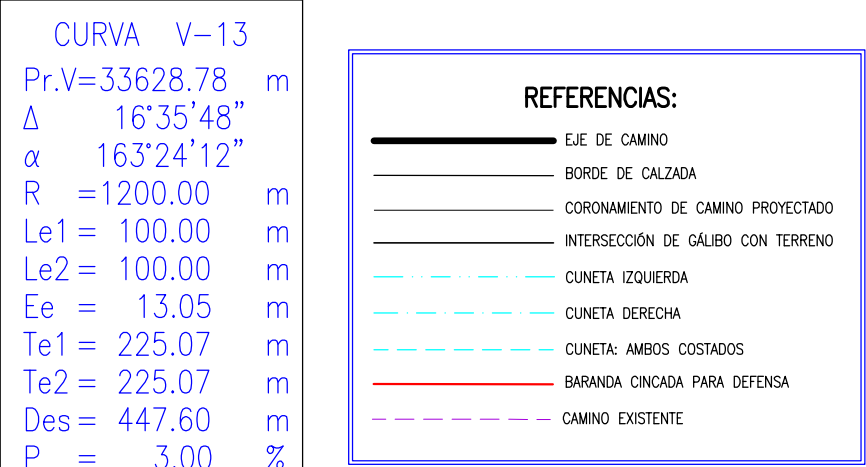 CURVA V-13
Pr.V=33628.78 m
Δ 16°35'48"
α 163°24'12"
R =1200.00 m
Le1= 100.00 m
Le2= 100.00 m
Ee = 13.05 m
Te1= 225.07 m
Te2= 225.07 m
Des= 447.60 m
P = 3.00 %
REFERENCIAS:
EJE DE CAMINO
BORDE DE CALZADA
CORONAMIENTO DE CAMINO PROYECTADO
INTERSECCIÓN DE GÁLIBO CON TERRENO
CUNETA IZQUIERDA
CUNETA DERECHA
CUNETA: AMBOS COSTADOS
BARANDA CINCADA PARA DEFENSA
CAMINO EXISTENTE